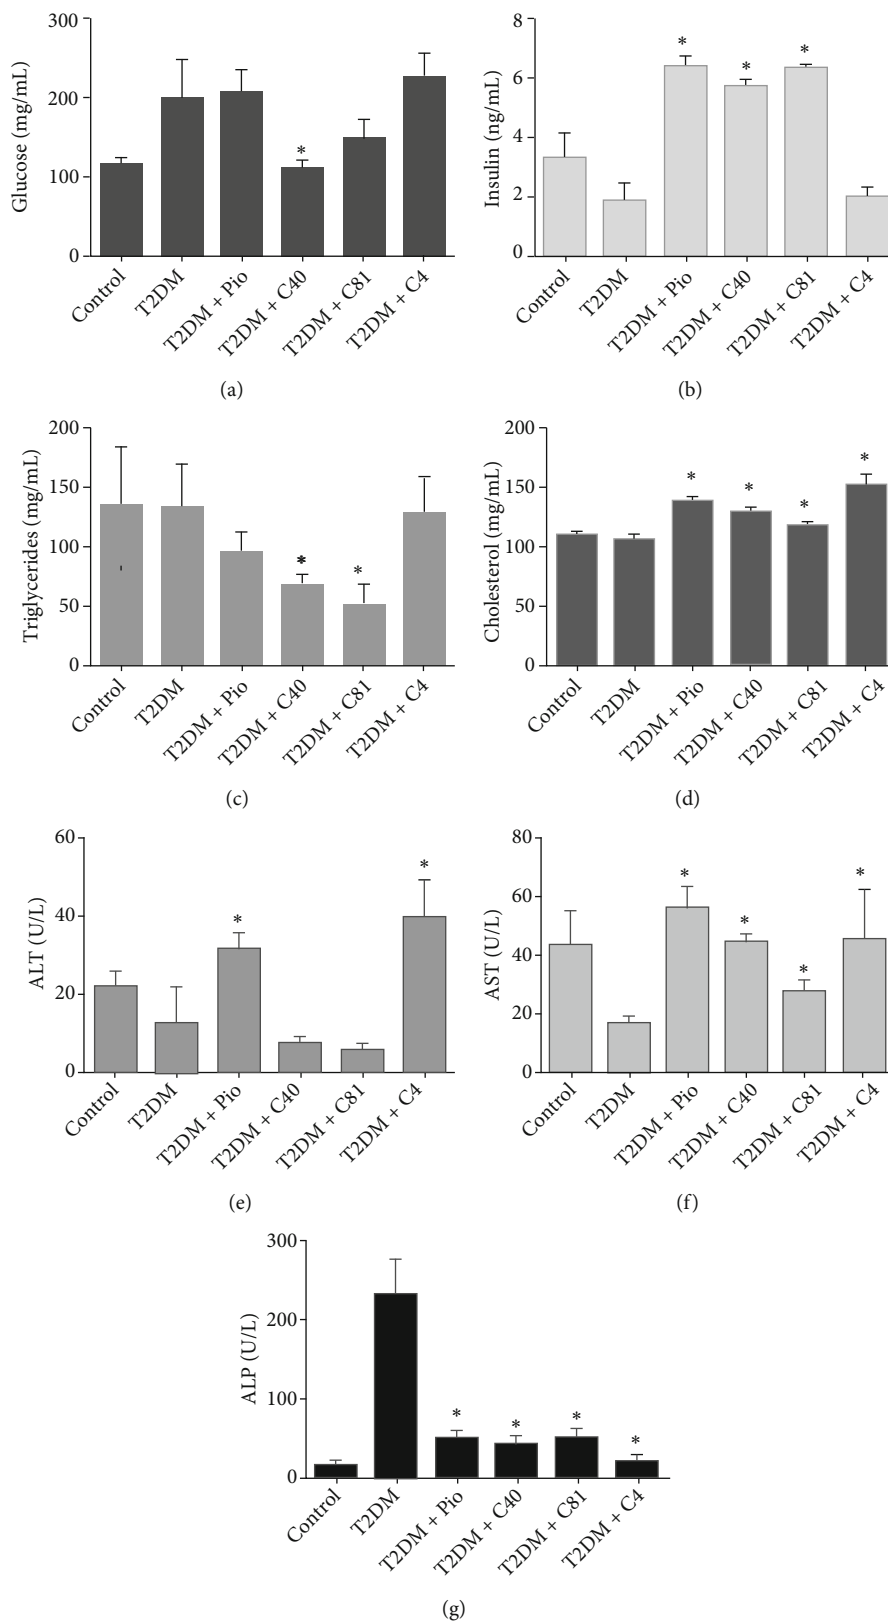 300
200
100
0
Glucose (mg/mL)
*
Control
T2DM
T2DM + Pio
T2DM + C40
T2DM + C81
T2DM + C4
(a)
8
6
4
2
0
Insulin (ng/mL)
*
*
*
Control
T2DM
T2DM + Pio
T2DM + C40
T2DM + C81
T2DM + C4
(b)
200
150
100
50
0
Triglycerides (mg/mL)
*
*
Control
T2DM
T2DM + Pio
T2DM + C40
T2DM + C81
T2DM + C4
(c)
200
150
100
50
0
Cholesterol (mg/mL)
*
*
*
*
Control
T2DM
T2DM + Pio
T2DM + C40
T2DM + C81
T2DM + C4
(d)
60
40
20
0
ALT (U/L)
*
*
Control
T2DM
T2DM + Pio
T2DM + C40
T2DM + C81
T2DM + C4
(e)
80
60
40
20
0
AST (U/L)
*
*
*
*
Control
T2DM
T2DM + Pio
T2DM + C40
T2DM + C81
T2DM + C4
(f)
300
200
100
0
ALP (U/L)
*
*
*
*
Control
T2DM
T2DM + Pio
T2DM + C40
T2DM + C81
T2DM + C4
(g)